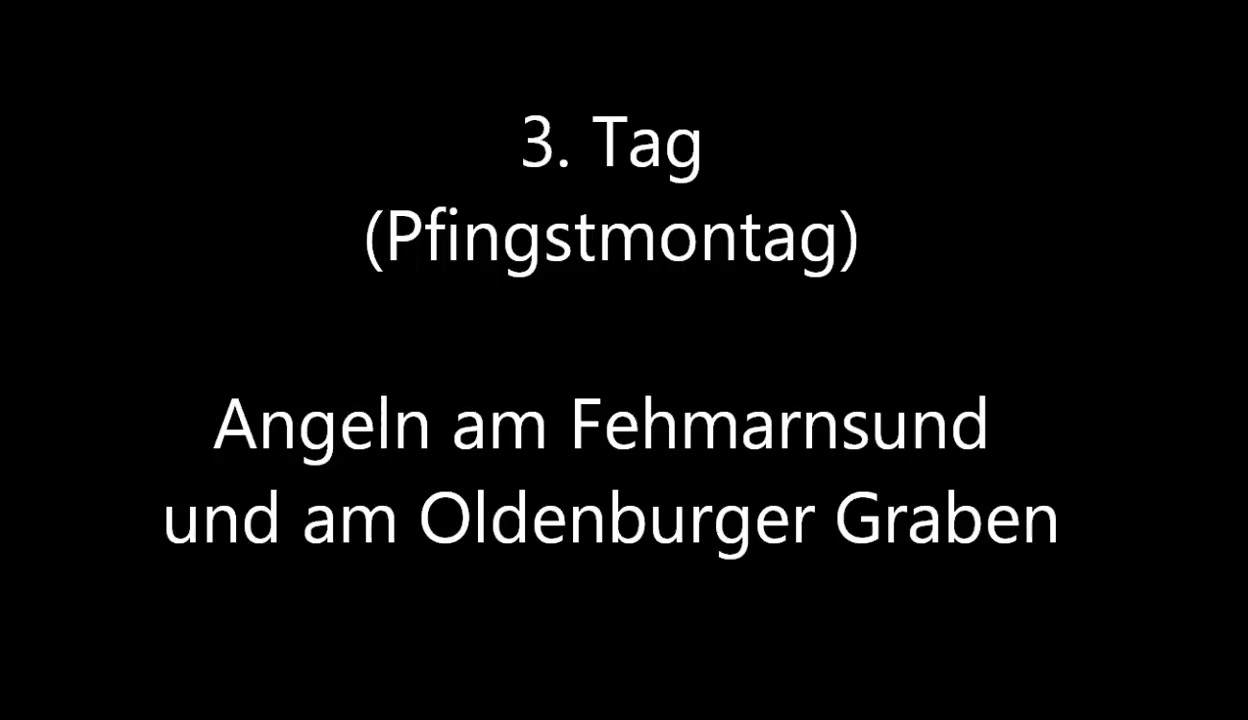 3. Tag
(Pfingstmontag)
Angeln am Fehmarnsund
und am Oldenburger Graben